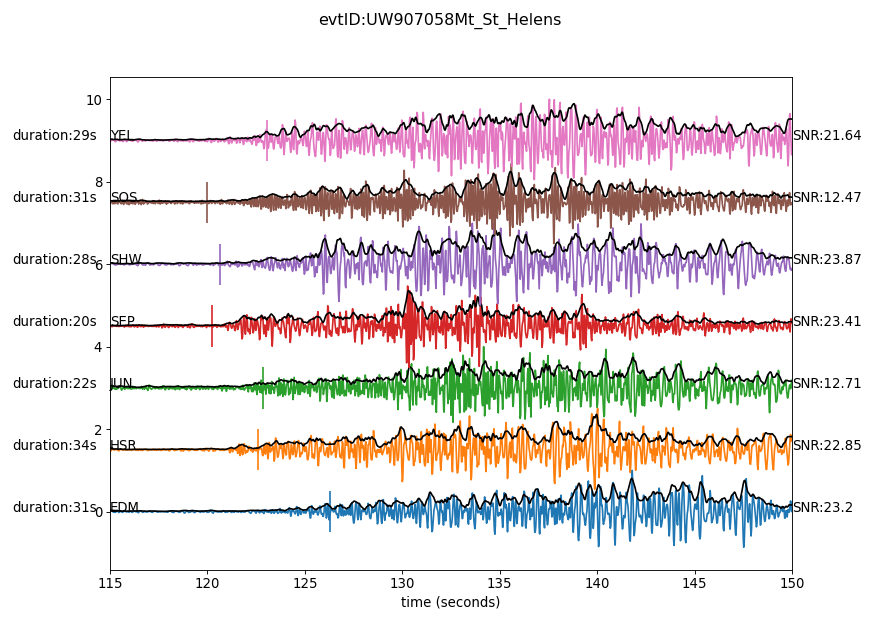 evtID:UW907058Mt_St_Helens
10
duration:29s YEL SNR:21.64
8
duration:31s SOS SNR:12.47
duration:28s SHW SNR:23.87
6
duration:20s SEP SNR:23.41
4
duration:22s JUN SNR:12.71
2
duration:34s HSR SNR:22.85
duration:31s EDM SNR:23.2
0
115 120 125 130 135 140 145 150
time (seconds)